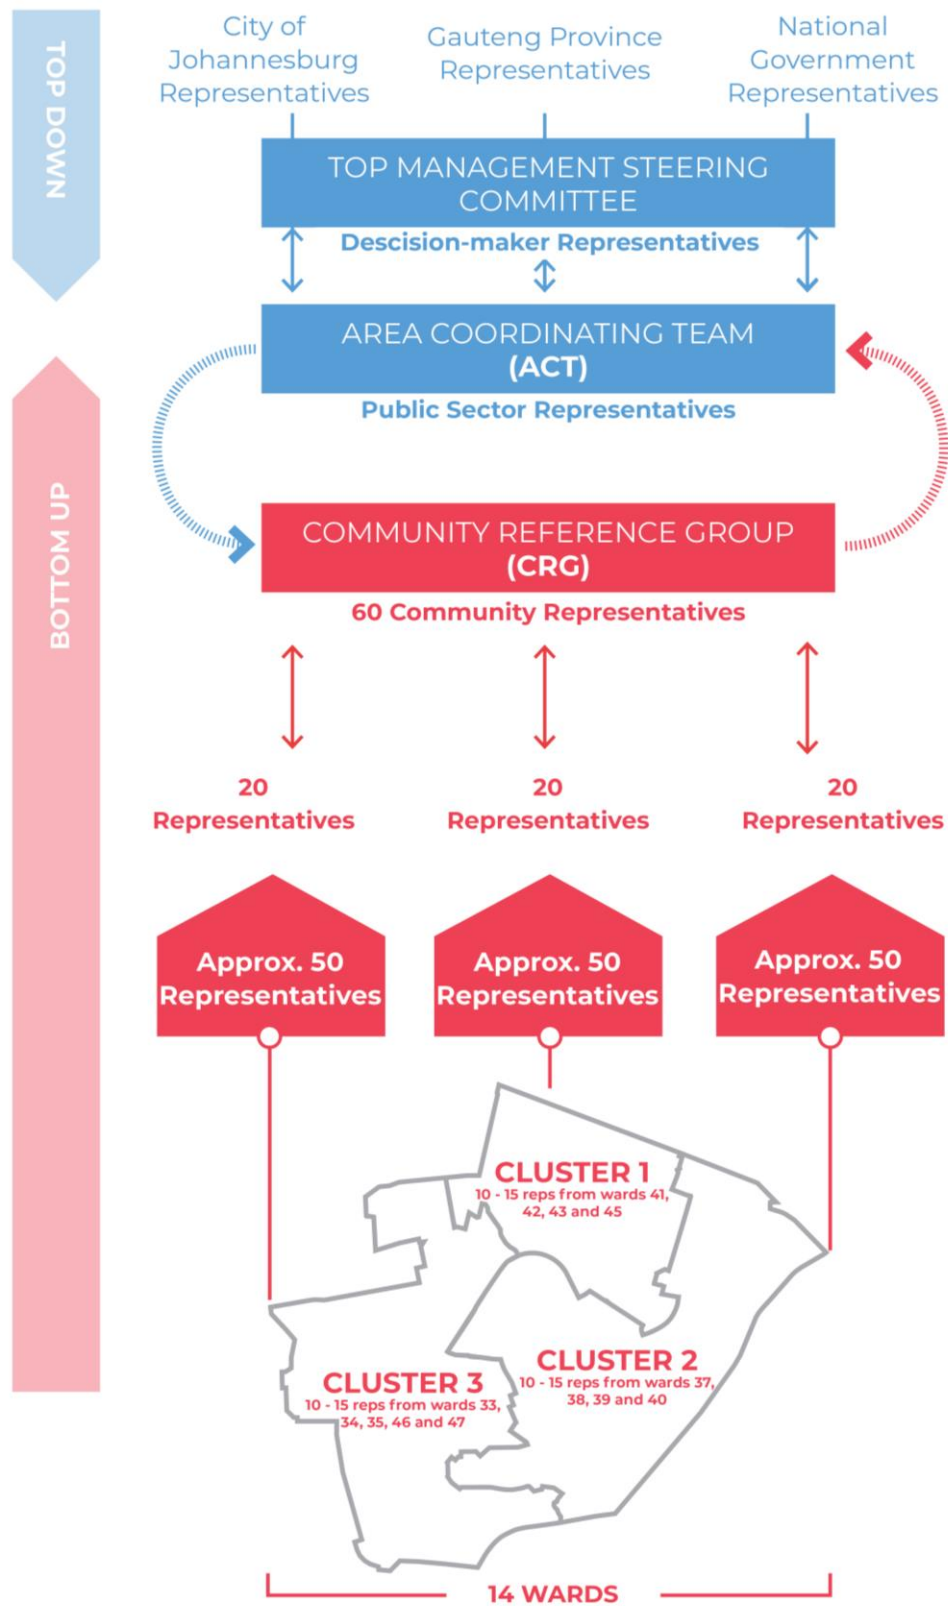 TOP DOWN
City of
Johannesburg
Representatives
Gauteng Province
Representatives
National
Government
Representatives
TOP MANAGEMENT STEERING
COMMITTEE
Descision-maker Representatives
AREA COORDINATING TEAM
(ACT)
Public Sector Representatives
BOTTOM UP
COMMUNITY REFERENCE GROUP
(CRG)
60 Community Representatives
20
Representatives
20
Representatives
20
Representatives
Approx. 50
Representatives
Approx. 50
Representatives
Approx. 50
Representatives
CLUSTER 1
10 - 15 reps from wards 41,
42, 43 and 45
CLUSTER 2
10 - 15 reps from wards 37,
38, 39 and 40
CLUSTER 3
10 - 15 reps from wards 33,
34, 35, 46 and 47
14 WARDS